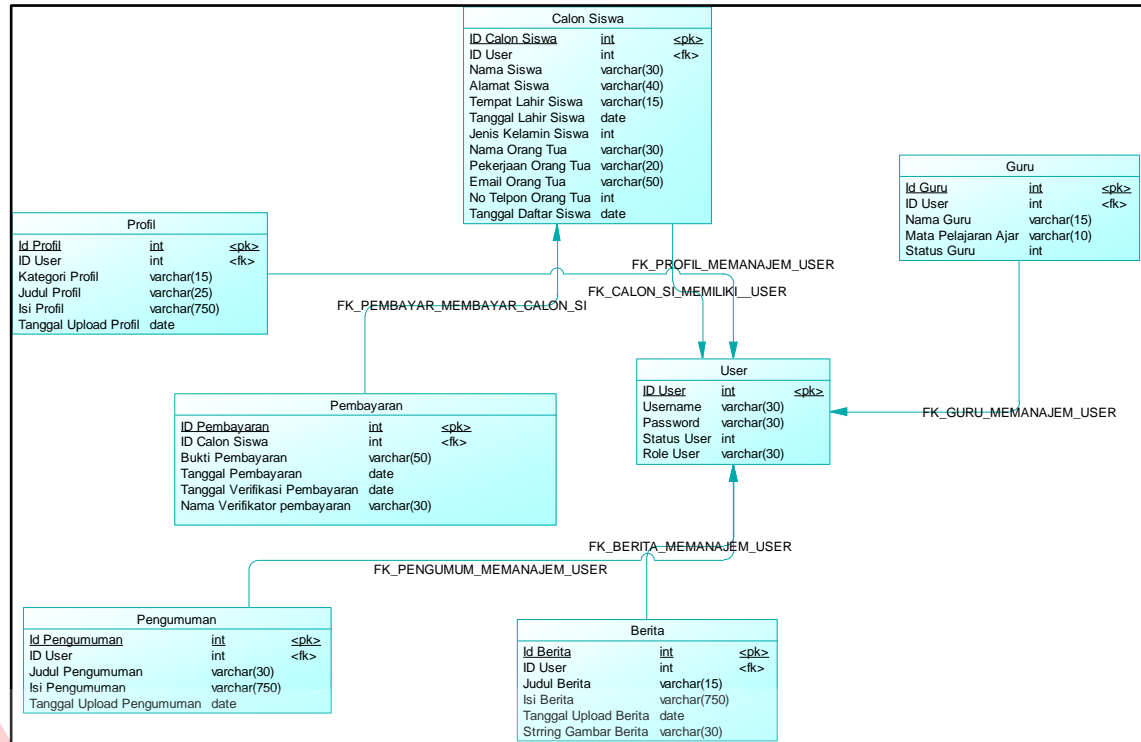 Calon Siswa
ID Calon Siswa int <pk>
ID User int <fk>
Nama Siswa varchar(30)
Alamat Siswa varchar(40)
Tempat Lahir Siswa varchar(15)
Tanggal Lahir Siswa date
Jenis Kelamin Siswa int
Nama Orang Tua varchar(30)
Pekerjaan Orang Tua varchar(20)
Email Orang Tua varchar(50)
No Telpon Orang Tua int
Tanggal Daftar Siswa date
Guru
Id Guru int <pk>
ID User int <fk>
Nama Guru varchar(15)
Mata Pelajaran Ajar varchar(10)
Status Guru int
Profil
Id Profil int <pk>
ID User int <fk>
Kategori Profil varchar(15)
Judul Profil varchar(25)
Isi Profil varchar(750)
Tanggal Upload Profil date
FK_PROFIL_MEMANAJEM_USER
FK_CALON_SI_MEMILIKI__USER
FK_PEMBAYAR_MEMBAYAR_CALON_SI
User
ID User int <pk>
Username varchar(30)
Password varchar(30)
Status User int
Role User varchar(30)
FK_GURU_MEMANAJEM_USER
Pembayaran
ID Pembayaran int <pk>
ID Calon Siswa int <fk>
Bukti Pembayaran varchar(50)
Tanggal Pembayaran date
Tanggal Verifikasi Pembayaran date
Nama Verifikator pembayaran varchar(30)
FK_BERITA_MEMANAJEM_USER
FK_PENGUMUM_MEMANAJEM_USER
Pengumuman
Id Pengumuman int <pk>
ID User int <fk>
Judul Pengumuman varchar(30)
Isi Pengumuman varchar(750)
Tanggal Upload Pengumuman date
Berita
Id Berita int <pk>
ID User int <fk>
Judul Berita varchar(15)
Isi Berita varchar(750)
Tanggal Upload Berita date
Strring Gambar Berita varchar(30)